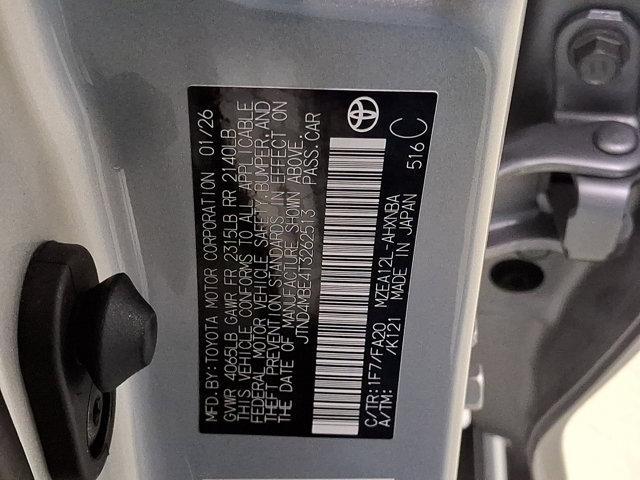 MFD.BY:TOYOTA MOTOR CORPORATION 01/26
GVWR 4065LB GAWR FR 2315LB RR 2140LB
THIS VEHICLE CONFORMS TO ALL APPLICABLE
FEDERAL MOTOR VEHICLE SAFETY,BUMPER,AND
THEFT PREVENTION STANDARDS IN EFFECT ON
THE DATE OF MANUFACTURE SHOWN ABOVE.
JTND4MBE4T3262513 PASS.CAR
C/TR:1F7/FA20 MZEA12L-AHXNBA
A/TM: /K121 MADE IN JAPAN 516 C